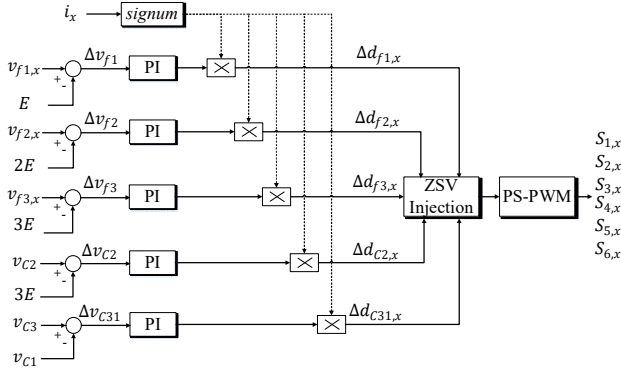 i_x signum
v_{f1,x} + - Δv_{f1} PI × Δd_{f1,x}
E
v_{f2,x} + - Δv_{f2} PI × Δd_{f2,x}
2E
v_{f3,x} + - Δv_{f3} PI × Δd_{f3,x}
3E
ZSV
Injection
PS-PWM
S_{1,x}
S_{2,x}
S_{3,x}
S_{4,x}
S_{5,x}
S_{6,x}
v_{C2} + - Δv_{C2} PI × Δd_{C2,x}
3E
v_{C3} + - Δv_{C31} PI × Δd_{C31,x}
v_{C1}